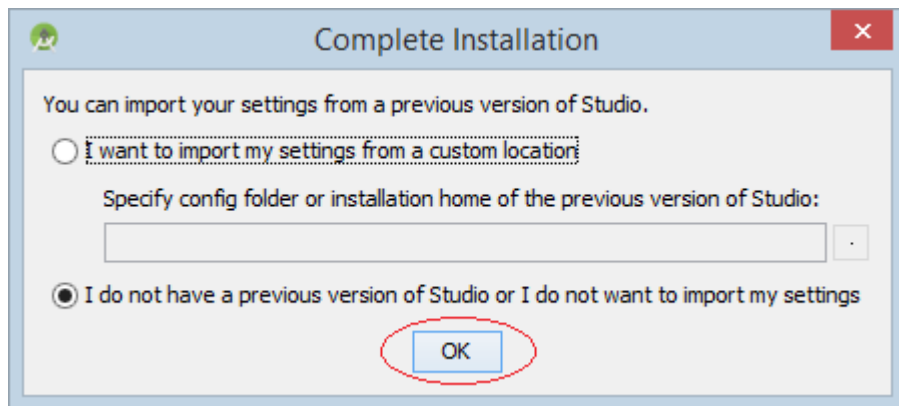 Complete Installation
You can import your settings from a previous version of Studio.
I want to import my settings from a custom location
Specify config folder or installation home of the previous version of Studio:
.
I do not have a previous version of Studio or I do not want to import my settings
OK